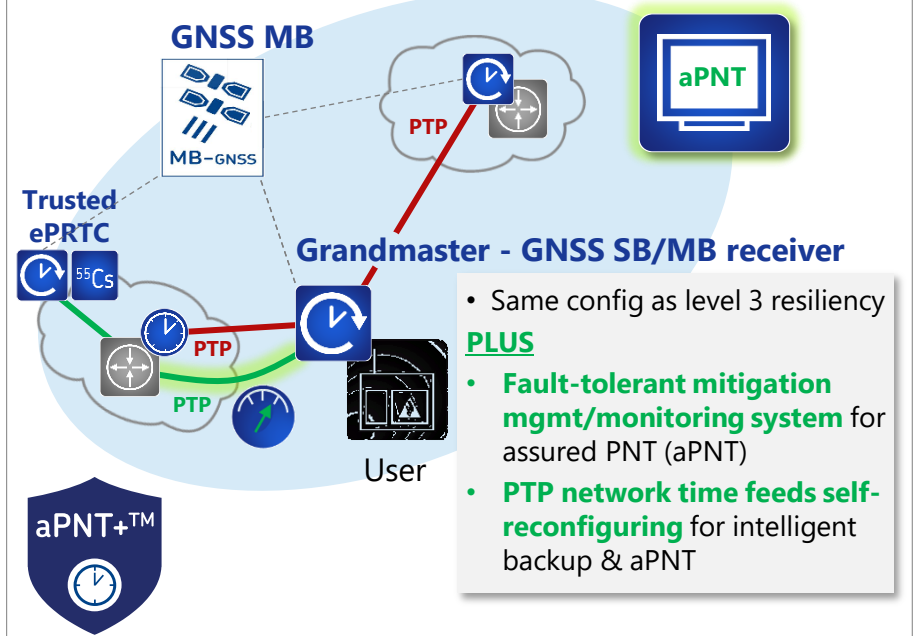 GNSS MB
MB-GNSS
PTP
aPNT
Trusted
ePRTC
55Cs
Grandmaster - GNSS SB/MB receiver
PTP
PTP
User
• Same config as level 3 resiliency
PLUS
• Fault-tolerant mitigation
mgmt/monitoring system for
assured PNT (aPNT)
• PTP network time feeds self-
reconfiguring for intelligent
backup & aPNT
aPNT+™